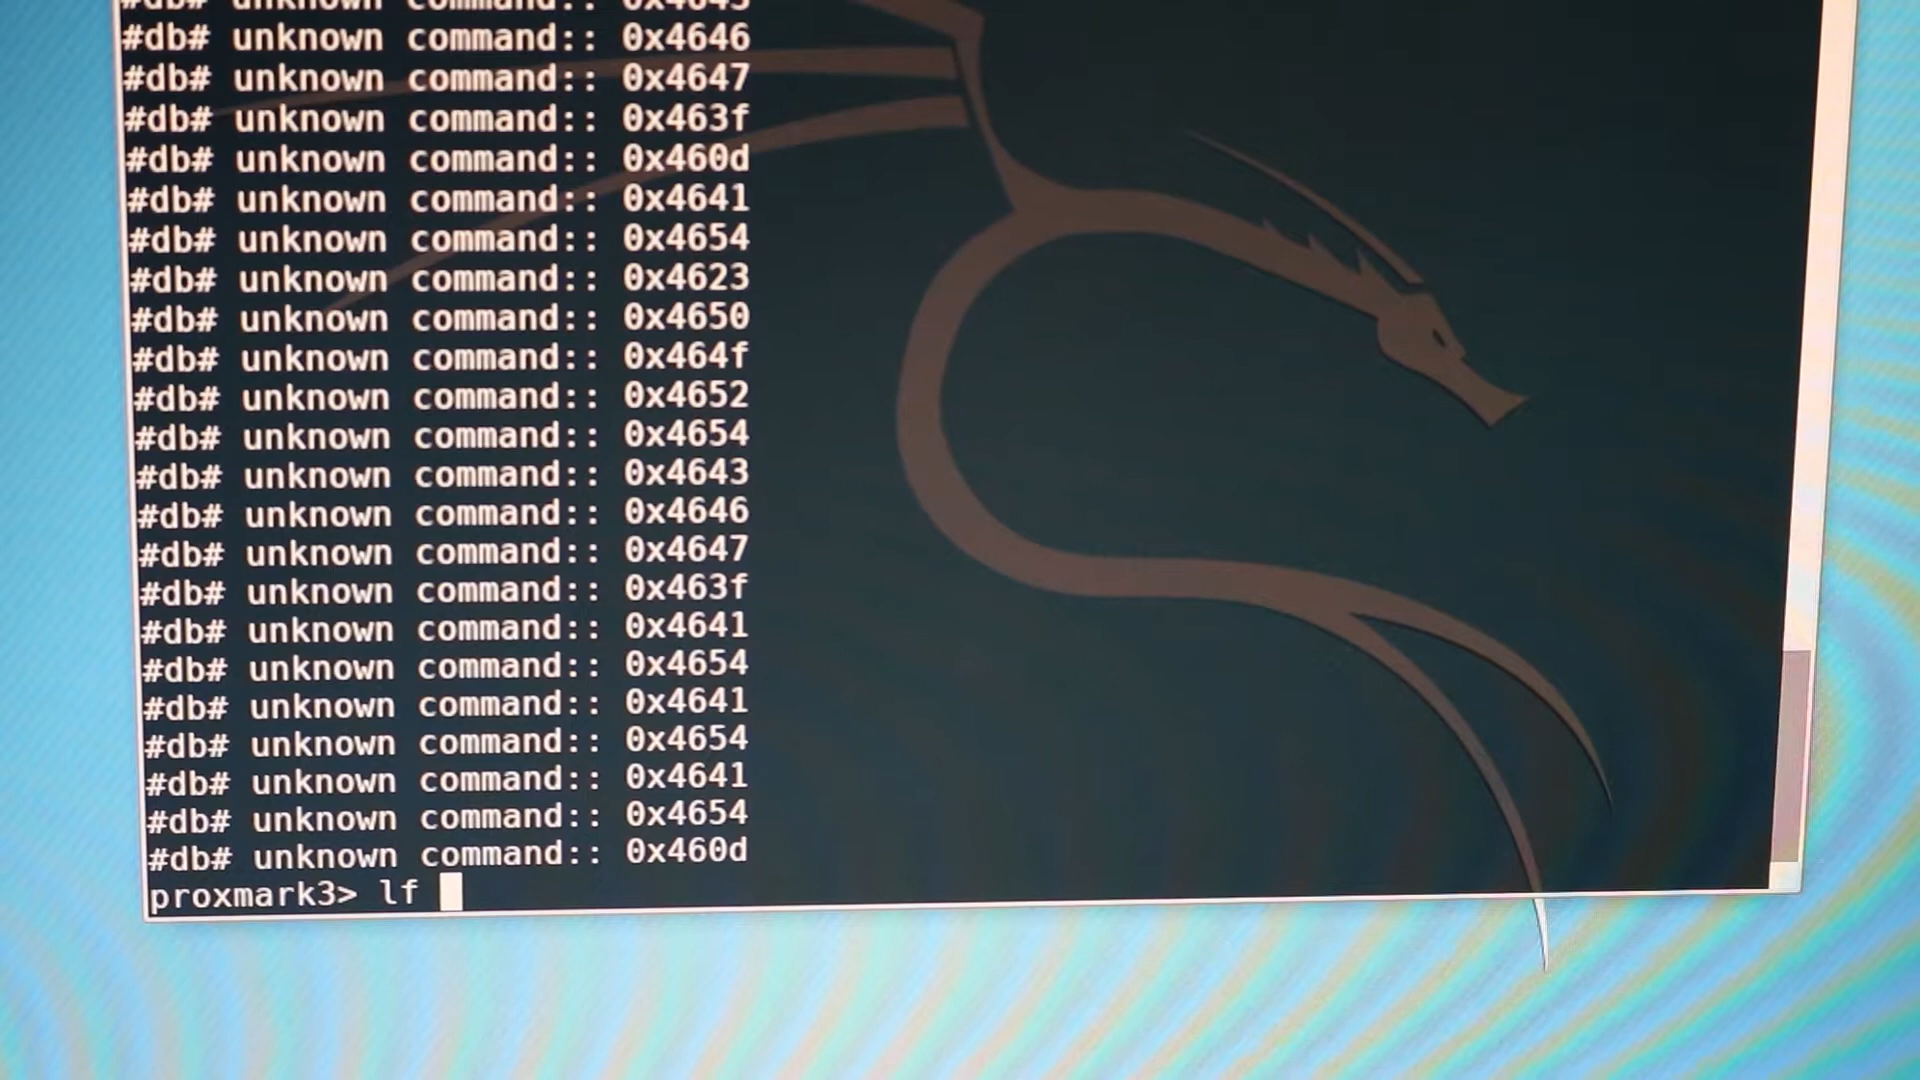 #db# unknown command:: 0x4645
#db# unknown command:: 0x4646
#db# unknown command:: 0x4647
#db# unknown command:: 0x463f
#db# unknown command:: 0x460d
#db# unknown command:: 0x4641
#db# unknown command:: 0x4654
#db# unknown command:: 0x4623
#db# unknown command:: 0x4650
#db# unknown command:: 0x464f
#db# unknown command:: 0x4652
#db# unknown command:: 0x4654
#db# unknown command:: 0x4643
#db# unknown command:: 0x4646
#db# unknown command:: 0x4647
#db# unknown command:: 0x463f
#db# unknown command:: 0x4641
#db# unknown command:: 0x4654
#db# unknown command:: 0x4641
#db# unknown command:: 0x4654
#db# unknown command:: 0x4641
#db# unknown command:: 0x4654
#db# unknown command:: 0x460d
proxmark3> lf